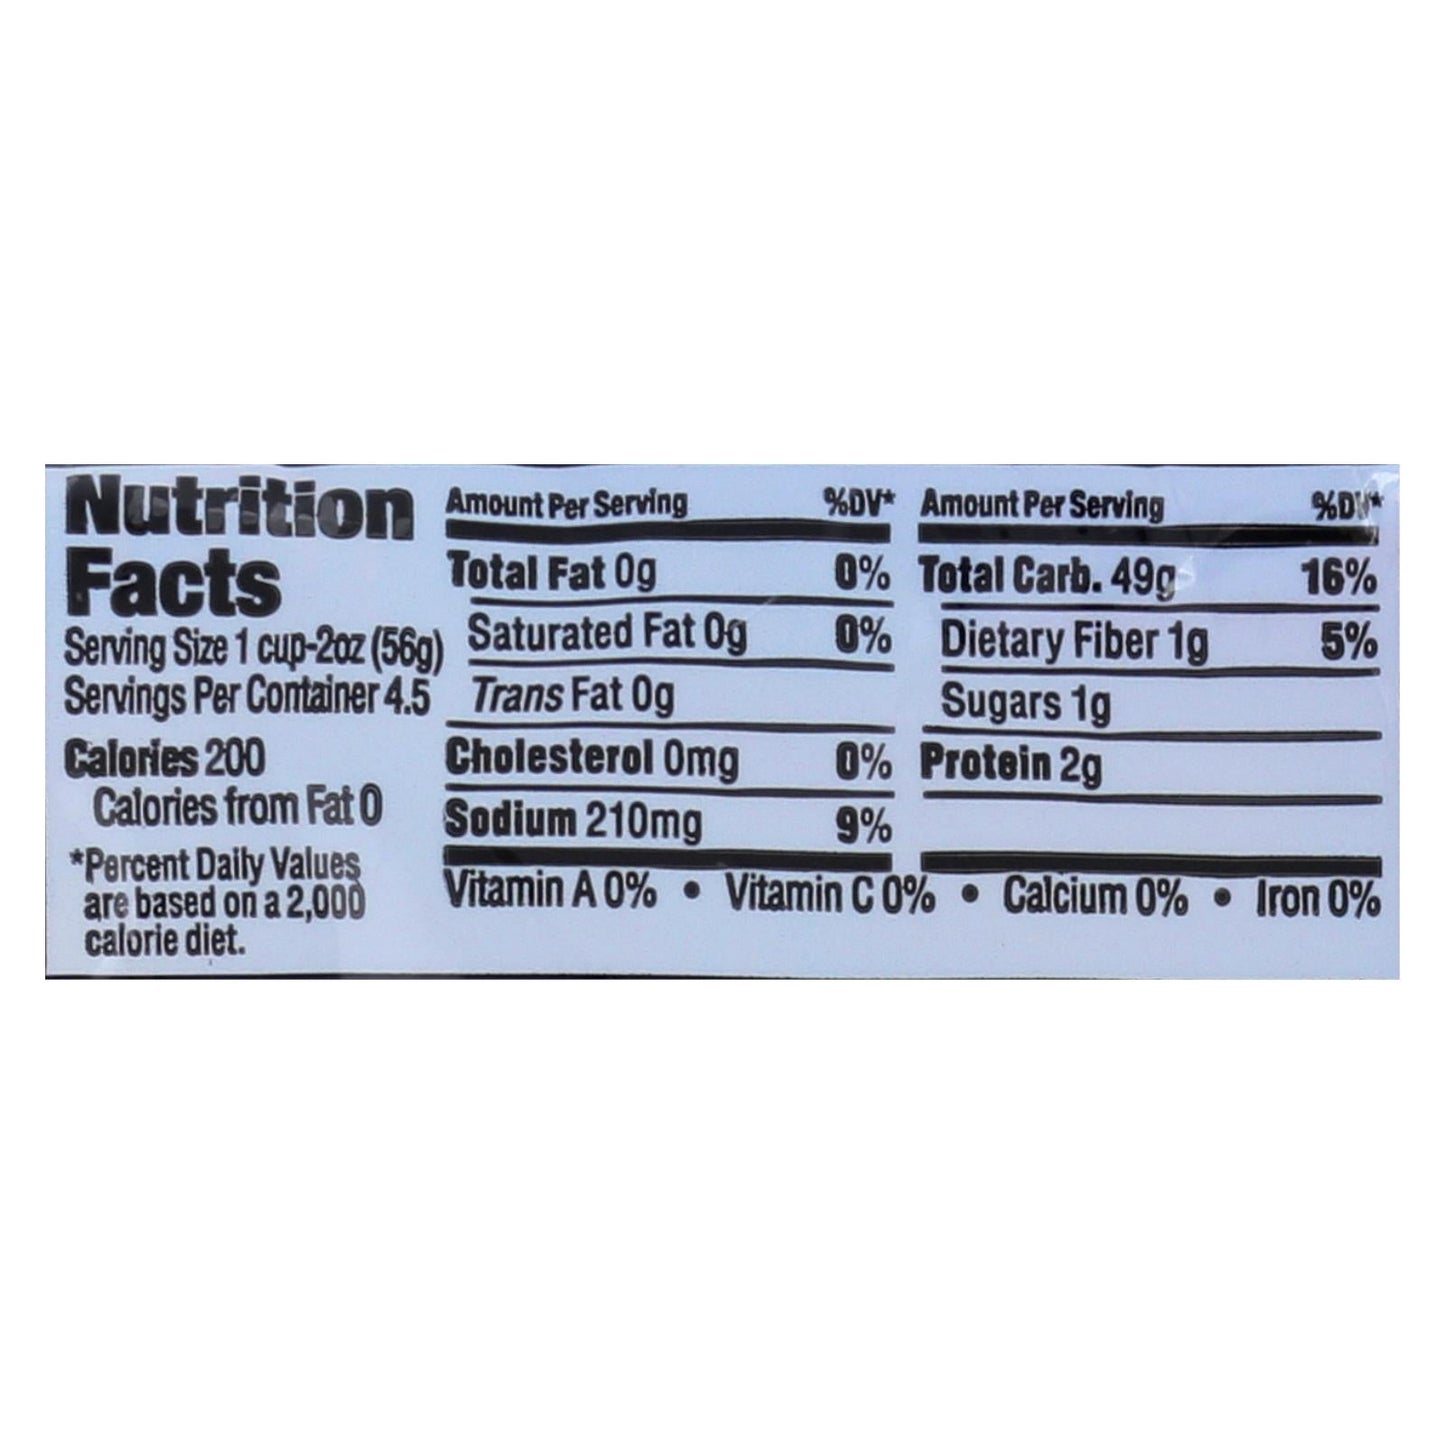 Nutrition
Facts
Serving Size 1 cup-2oz (56g)
Servings Per Container 4.5
Calories 200
Calories from Fat 0
*Percent Daily Values
are based on a 2,000
calorie diet.
Amount Per Serving %DV*
Total Fat 0g 0%
Saturated Fat 0g 0%
Trans Fat 0g
Cholesterol 0mg 0%
Sodium 210mg 9%
Amount Per Serving %DV*
Total Carb. 49g 16%
Dietary Fiber 1g 5%
Sugars 1g
Protein 2g
Vitamin A 0% • Vitamin C 0% • Calcium 0% • Iron 0%